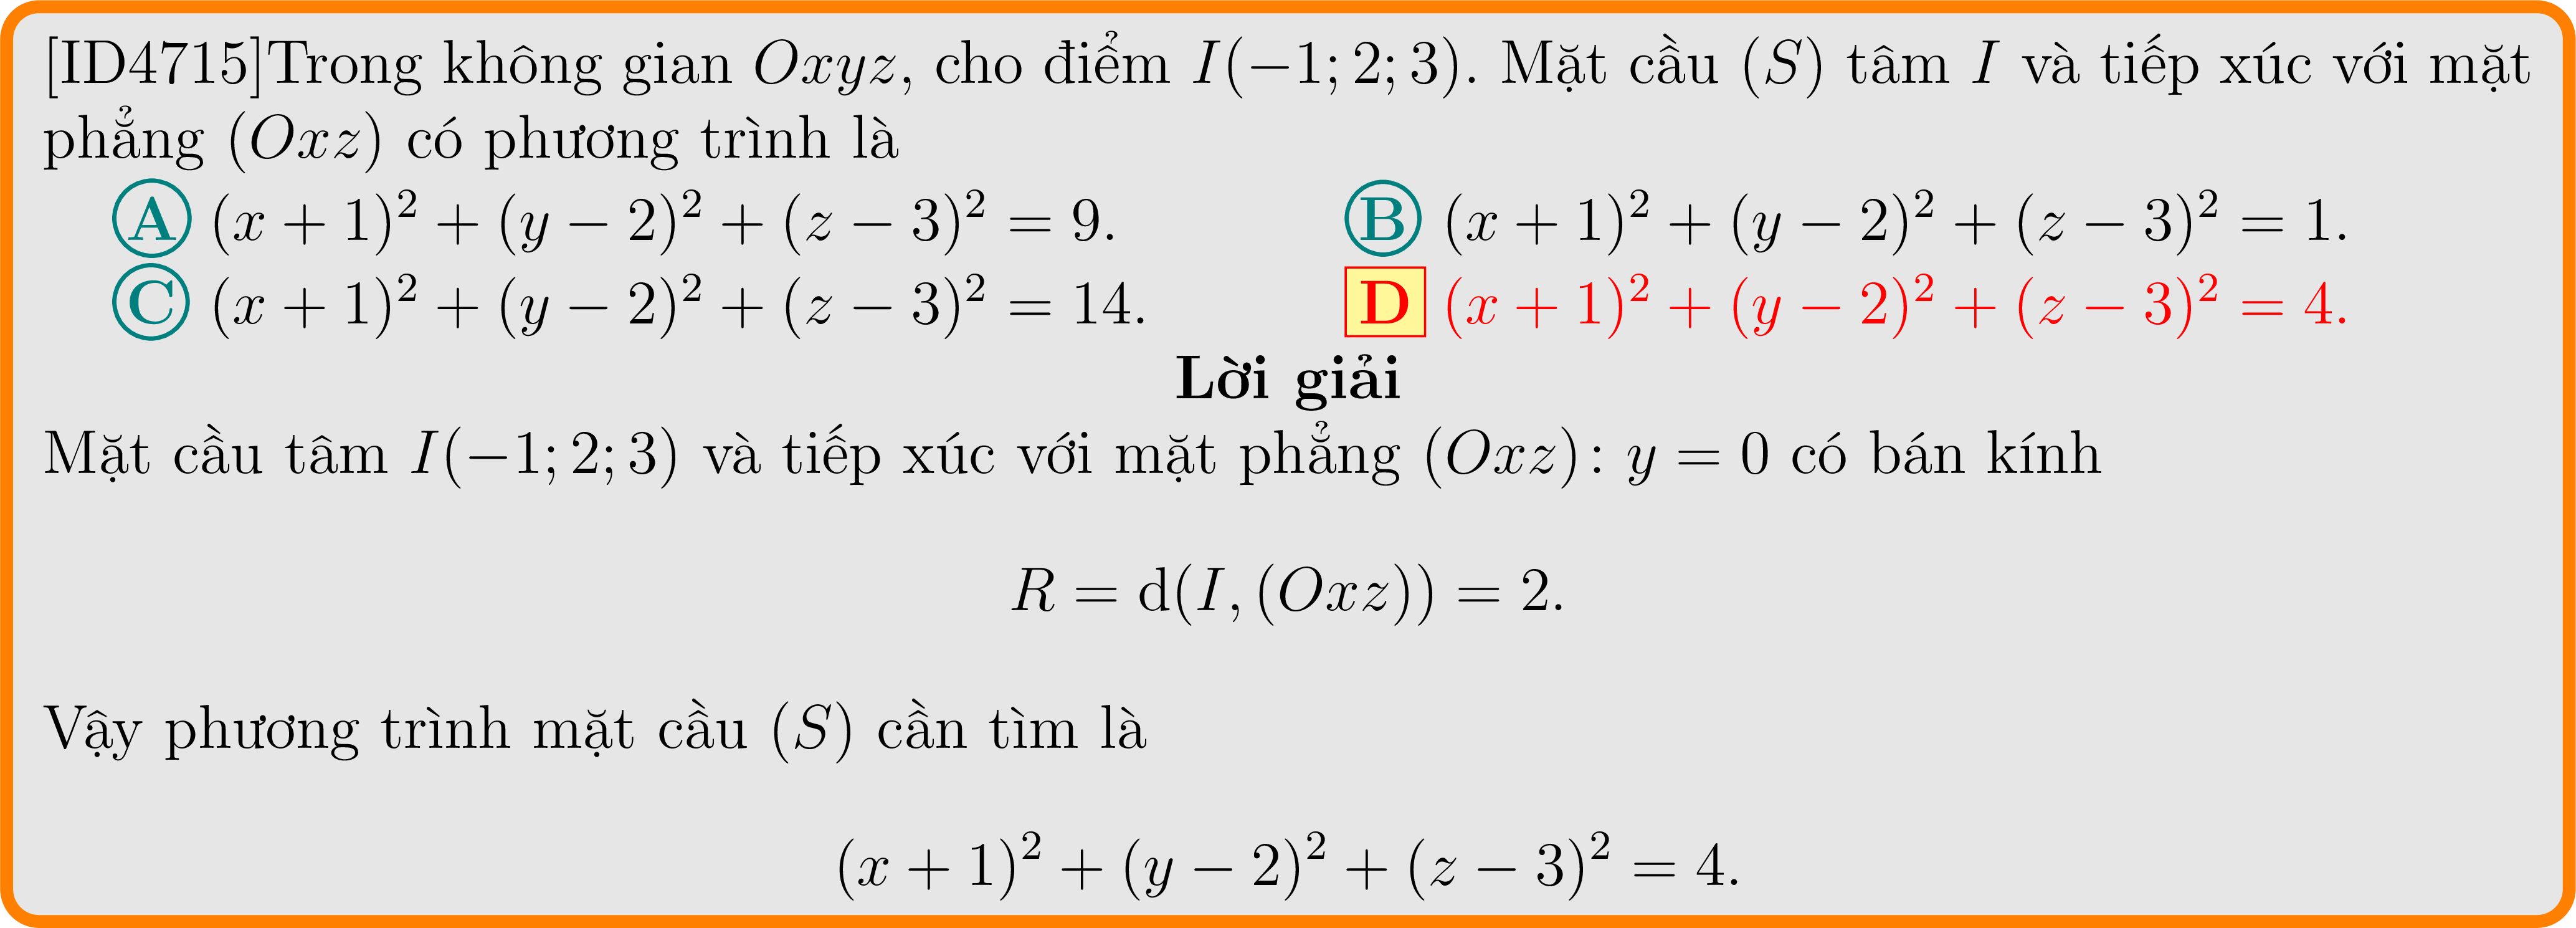 [ID4715]Trong không gian Oxyz, cho điểm I(−1; 2; 3). Mặt cầu (S) tâm I và tiếp xúc với mặt
phẳng (Oxz) có phương trình là
A (x + 1)² + (y − 2)² + (z − 3)² = 9. B (x + 1)² + (y − 2)² + (z − 3)² = 1.
C (x + 1)² + (y − 2)² + (z − 3)² = 14. D (x + 1)² + (y − 2)² + (z − 3)² = 4.
Lời giải
Mặt cầu tâm I(−1; 2; 3) và tiếp xúc với mặt phẳng (Oxz): y = 0 có bán kính
R = d(I, (Oxz)) = 2.
Vậy phương trình mặt cầu (S) cần tìm là
(x + 1)² + (y − 2)² + (z − 3)² = 4.